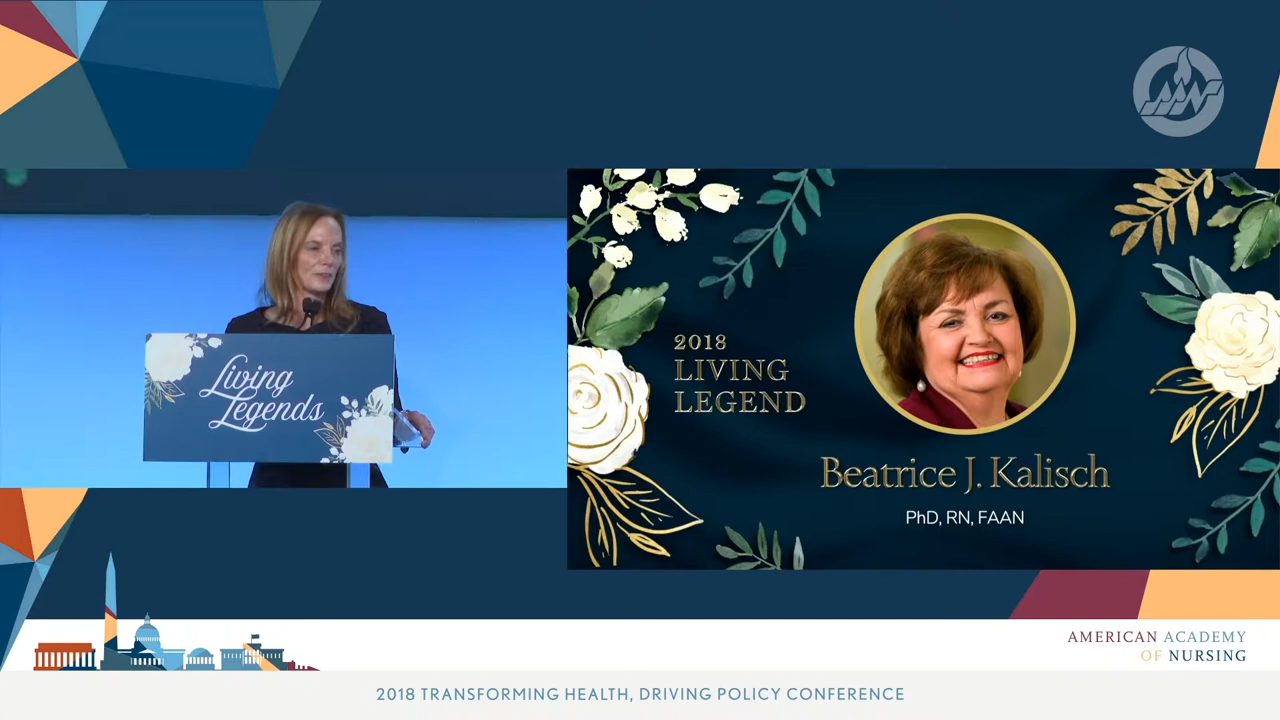 Living
Legends
2018
LIVING
LEGEND
Beatrice J. Kalisch
PhD, RN, FAAN
AMERICAN ACADEMY
OF NURSING
2018 TRANSFORMING HEALTH, DRIVING POLICY CONFERENCE